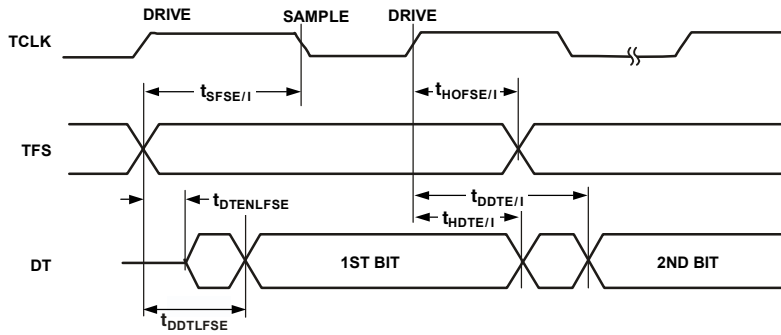 DRIVE SAMPLE DRIVE
TCLK
tSFSE/I tHOFSE/I
TFS
tDDTE/I
tDTENLFSE
tHDTE/I
DT 1ST BIT 2ND BIT
tDDTLFSE